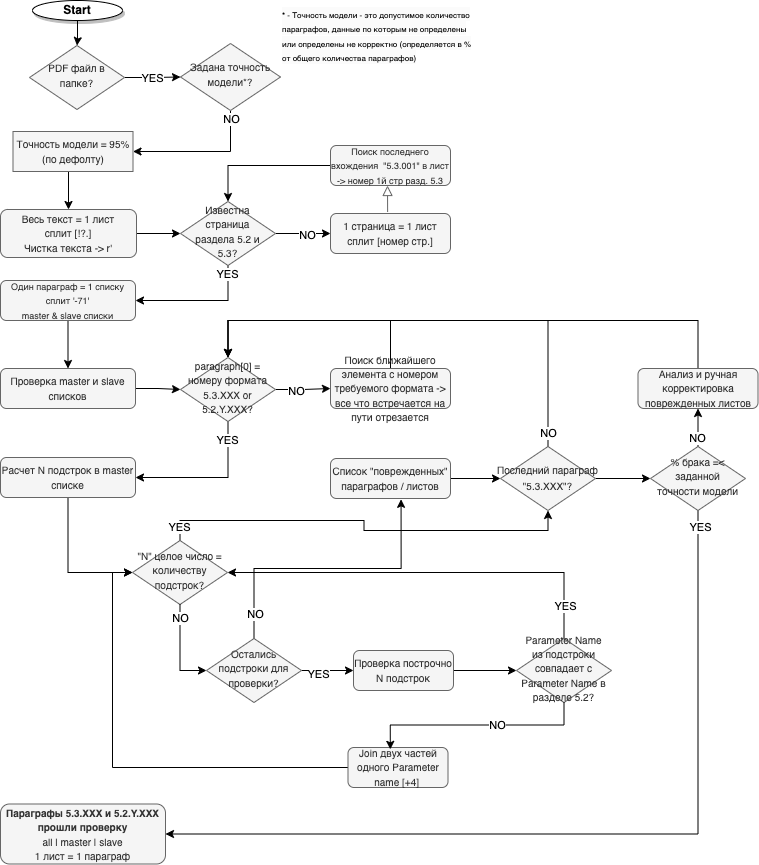 Start
* - Точность модели - это допустимое количество
параграфов, данные по которым не определены
или определены не корректно (определяется в %
от общего количества параграфов)
PDF файл в
папке?
YES
Задана точность
модели*?
NO
Точность модели = 95%
(по дефолту)
Поиск последнего
вхождения "5.3.001" в лист
-> номер 1й стр разд. 5.3
Весь текст = 1 лист
сплит [!?.]
Чистка текста -> r'
Известна
страница
раздела 5.2 и
5.3?
NO
1 страница = 1 лист
сплит [номер стр.]
YES
Один параграф = 1 списку
сплит '-71'
master & slave списки
Проверка master и slave
списков
paragraph[0] =
номеру формата
5.3.XXX or
5.2.Y.XXX?
NO
Поиск ближайшего
элемента с номером
требуемого формата ->
все что встречается на
пути отрезается
Анализ и ручная
корректировка
поврежденных листов
YES
NO
NO
Расчет N подстрок в master
списке
Список "поврежденных"
параграфов / листов
Последний параграф
"5.3.XXX"?
% брака =<
заданной
точности модели
YES
YES
"N" целое число =
количеству
подстрок?
NO
NO
YES
Остались
подстроки для
проверки?
YES
Проверка построчно
N подстрок
Parameter Name
из подстроки
совпадает с
Parameter Name в
разделе 5.2?
NO
Join двух частей
одного Parameter
name [+4]
Параграфы 5.3.XXX и 5.2.Y.XXX
прошли проверку
all | master | slave
1 лист = 1 параграф